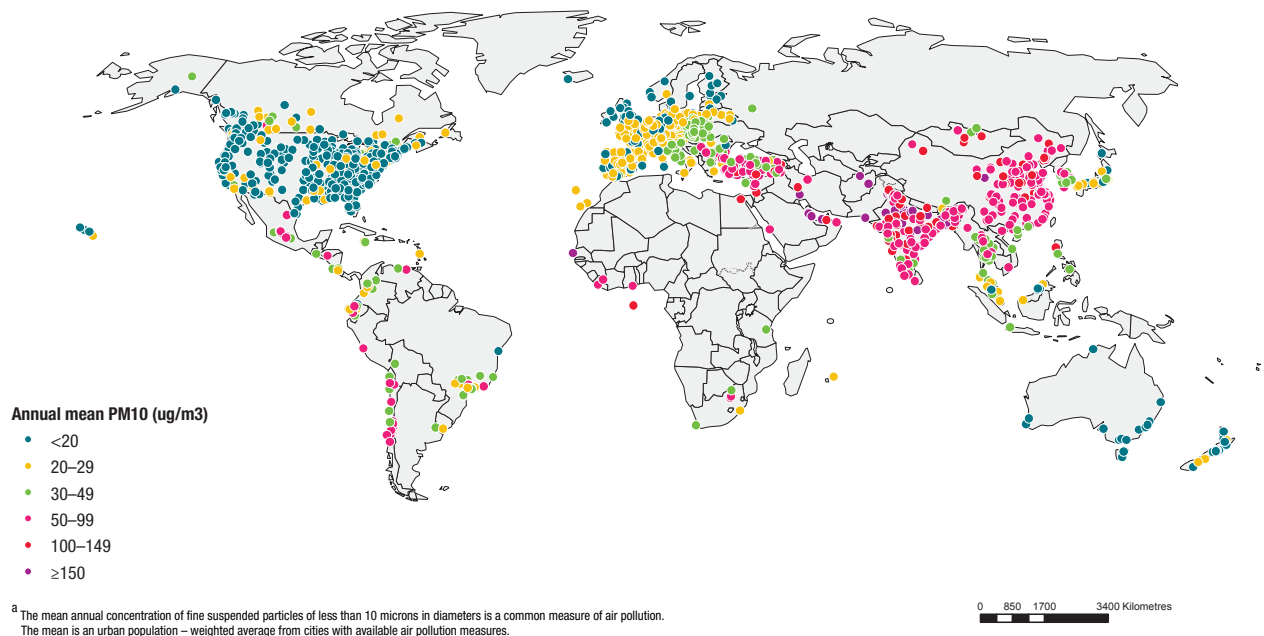 Annual mean PM10 (ug/m3)
<20
20–29
30–49
50–99
100–149
≥150
a The mean annual concentration of fine suspended particles of less than 10 microns in diameters is a common measure of air pollution.
The mean is an urban population – weighted average from cities with available air pollution measures.
0 850 1700 3400 Kilometres